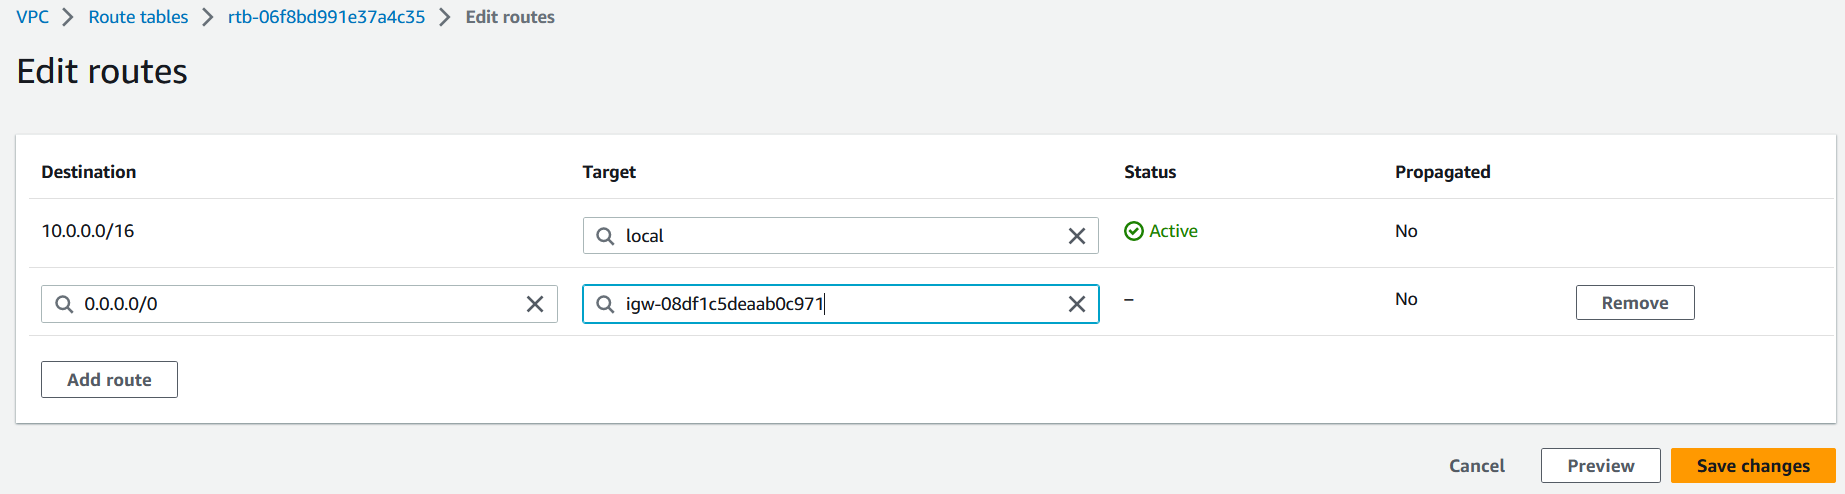 VPC > Route tables > rtb-06f8bd991e37a4c35 > Edit routes
Edit routes
Destination Target Status Propagated
10.0.0.0/16 local Active No
0.0.0.0/0 igw-08df1c5deaab0c971 – No Remove
Add route
Cancel Preview Save changes